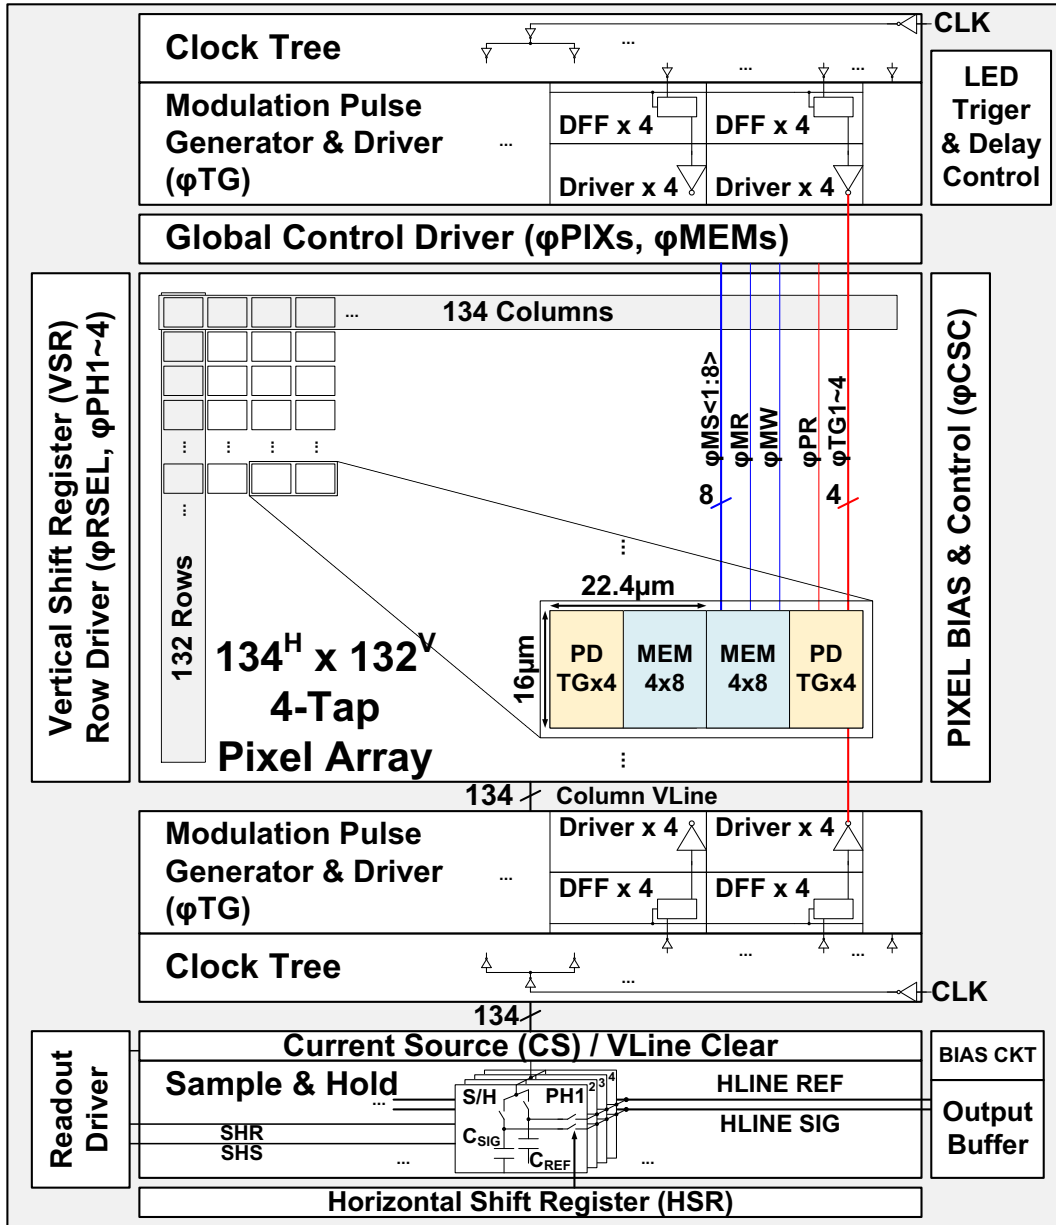 Clock Tree
...
CLK
Modulation Pulse
Generator & Driver
(φTG)
...
...
...
DFF x 4
DFF x 4
Driver x 4
Driver x 4
LED
Triger
& Delay
Control
Global Control Driver (φPIXs, φMEMs)
Vertical Shift Register (VSR)
Row Driver (φRSEL, φPH1~4)
134 Columns
...
132 Rows
...
...
...
...
...
φMS<1:8>
φMR
φMW
φPR
φTG1~4
8
4
...
22.4μm
16μm
PD
TGx4
MEM
4x8
MEM
4x8
PD
TGx4
...
134H x 132V
4-Tap
Pixel Array
PIXEL BIAS & Control (φCSC)
134
Column VLine
Modulation Pulse
Generator & Driver
(φTG)
...
Driver x 4
Driver x 4
DFF x 4
DFF x 4
...
...
Clock Tree
...
CLK
134
Readout
Driver
Current Source (CS) / VLine Clear
Sample & Hold
...
S/H
PH1
2
3
4
CSIG
CREF
SHR
SHS
...
...
HLINE REF
HLINE SIG
BIAS CKT
Output
Buffer
Horizontal Shift Register (HSR)